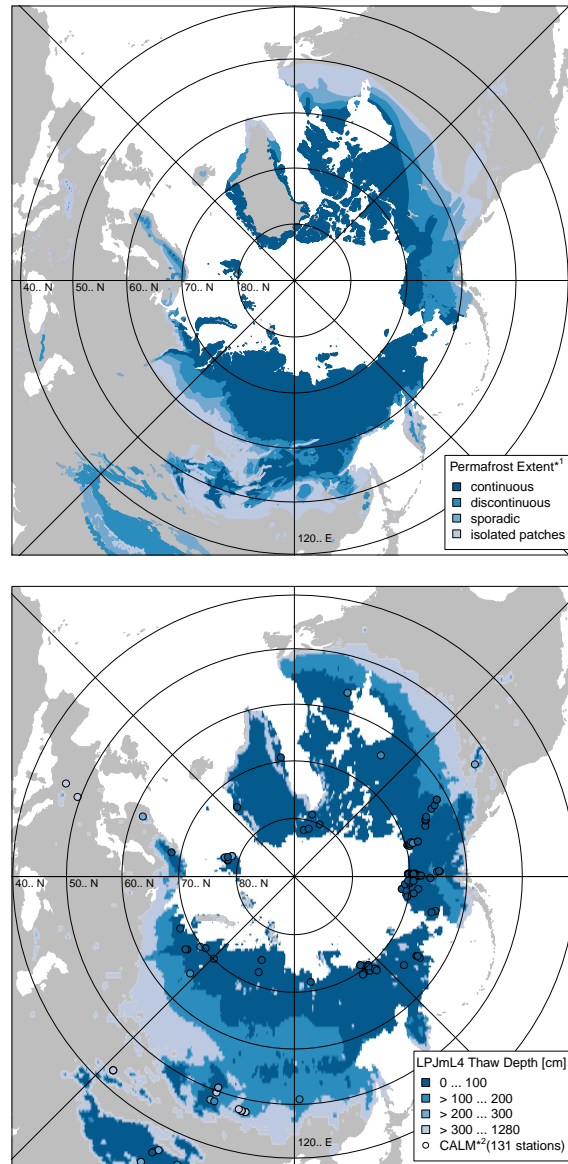 40.. N 50.. N 60.. N 70.. N 80.. N
120.. E
Permafrost Extent*1
continuous
discontinuous
sporadic
isolated patches
40.. N 50.. N 60.. N 70.. N 80.. N
120.. E
LPJmL4 Thaw Depth [cm]
0 ... 100
> 100 ... 200
> 200 ... 300
> 300 ... 1280
CALM*2(131 stations)